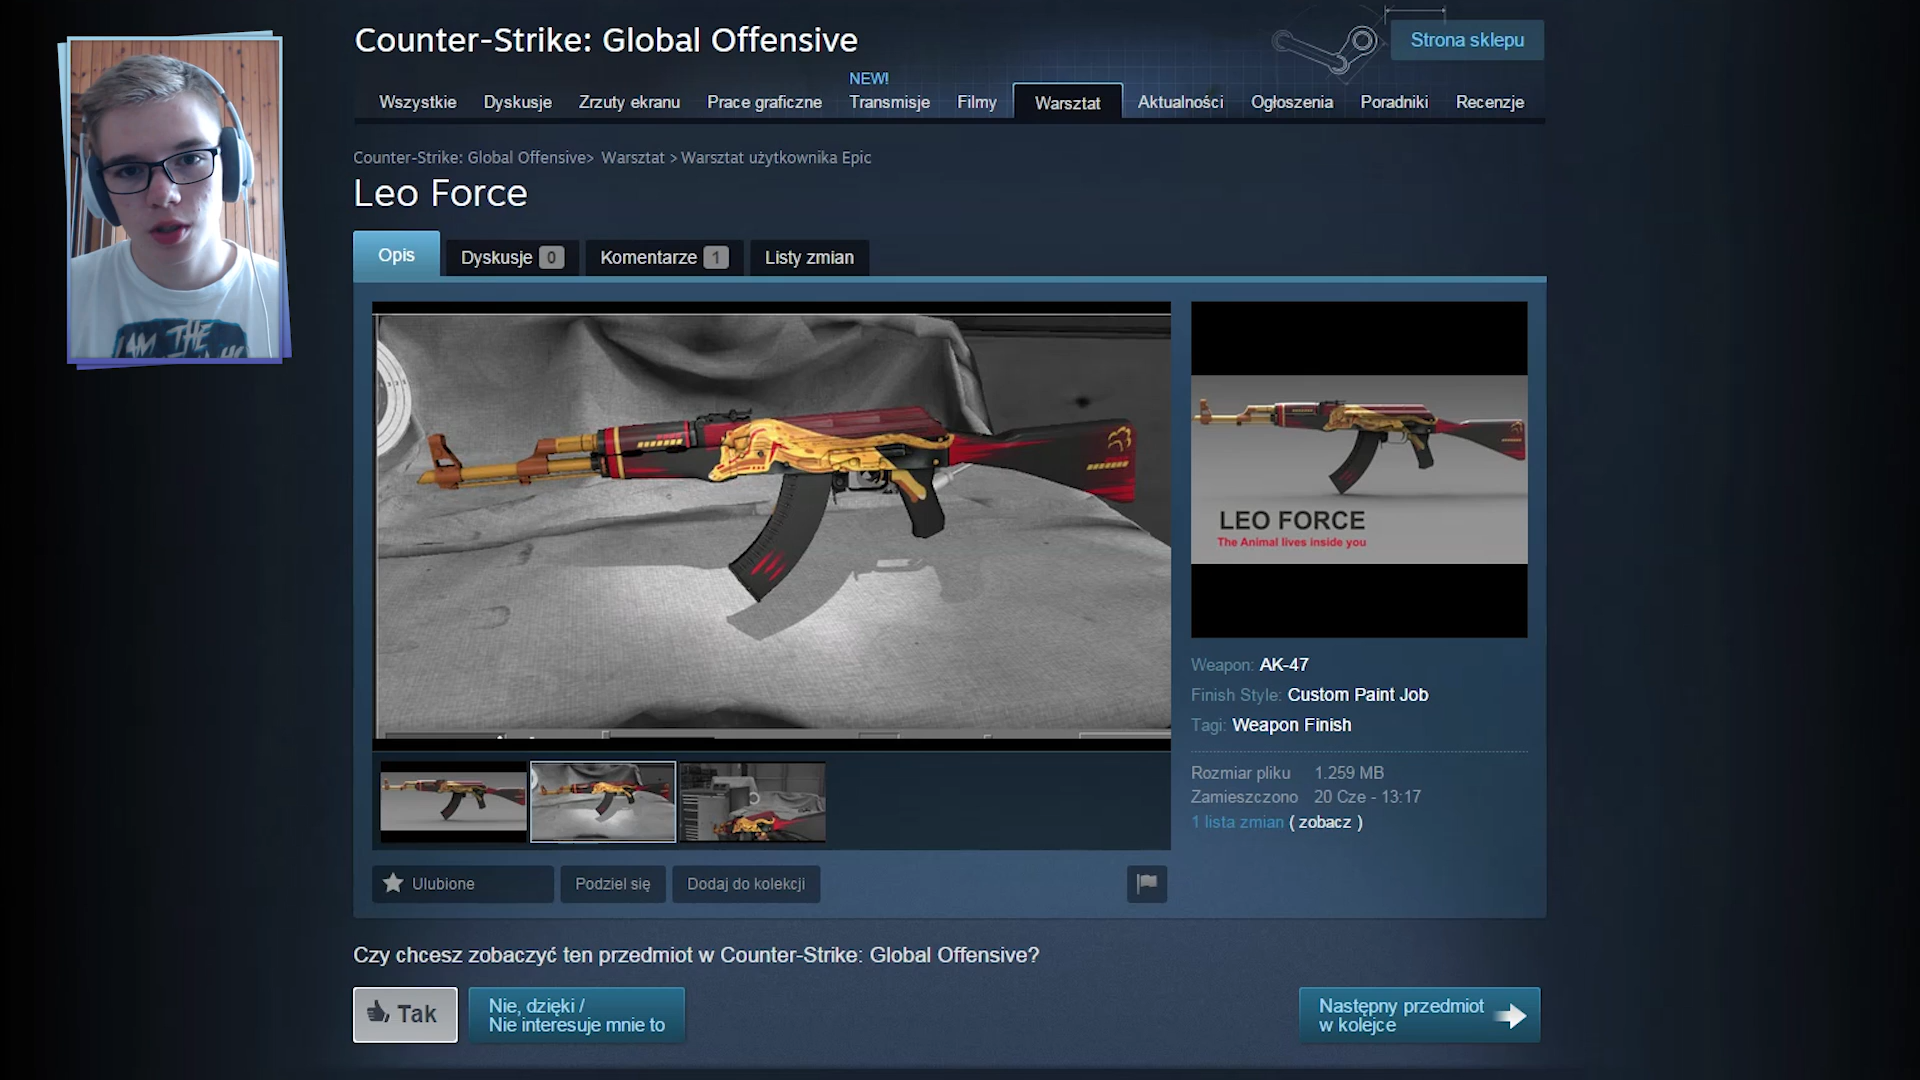 Counter-Strike: Global Offensive
Strona sklepu
NEW!
Wszystkie Dyskusje Zrzuty ekranu Prace graficzne Transmisje Filmy Warsztat Aktualności Ogłoszenia Poradniki Recenzje
Counter-Strike: Global Offensive> Warsztat > Warsztat użytkownika Epic
Leo Force
Opis Dyskusje 0 Komentarze 1 Listy zmian
I AM THE
LEO FORCE
The Animal lives inside you
Weapon: AK-47
Finish Style: Custom Paint Job
Tagi: Weapon Finish
Rozmiar pliku 1.259 MB
Zamieszczono 20 Cze - 13:17
1 lista zmian ( zobacz )
Ulubione Podziel się Dodaj do kolekcji
Czy chcesz zobaczyć ten przedmiot w Counter-Strike: Global Offensive?
Tak
Nie, dzięki /
Nie interesuje mnie to
Następny przedmiot
w kolejce